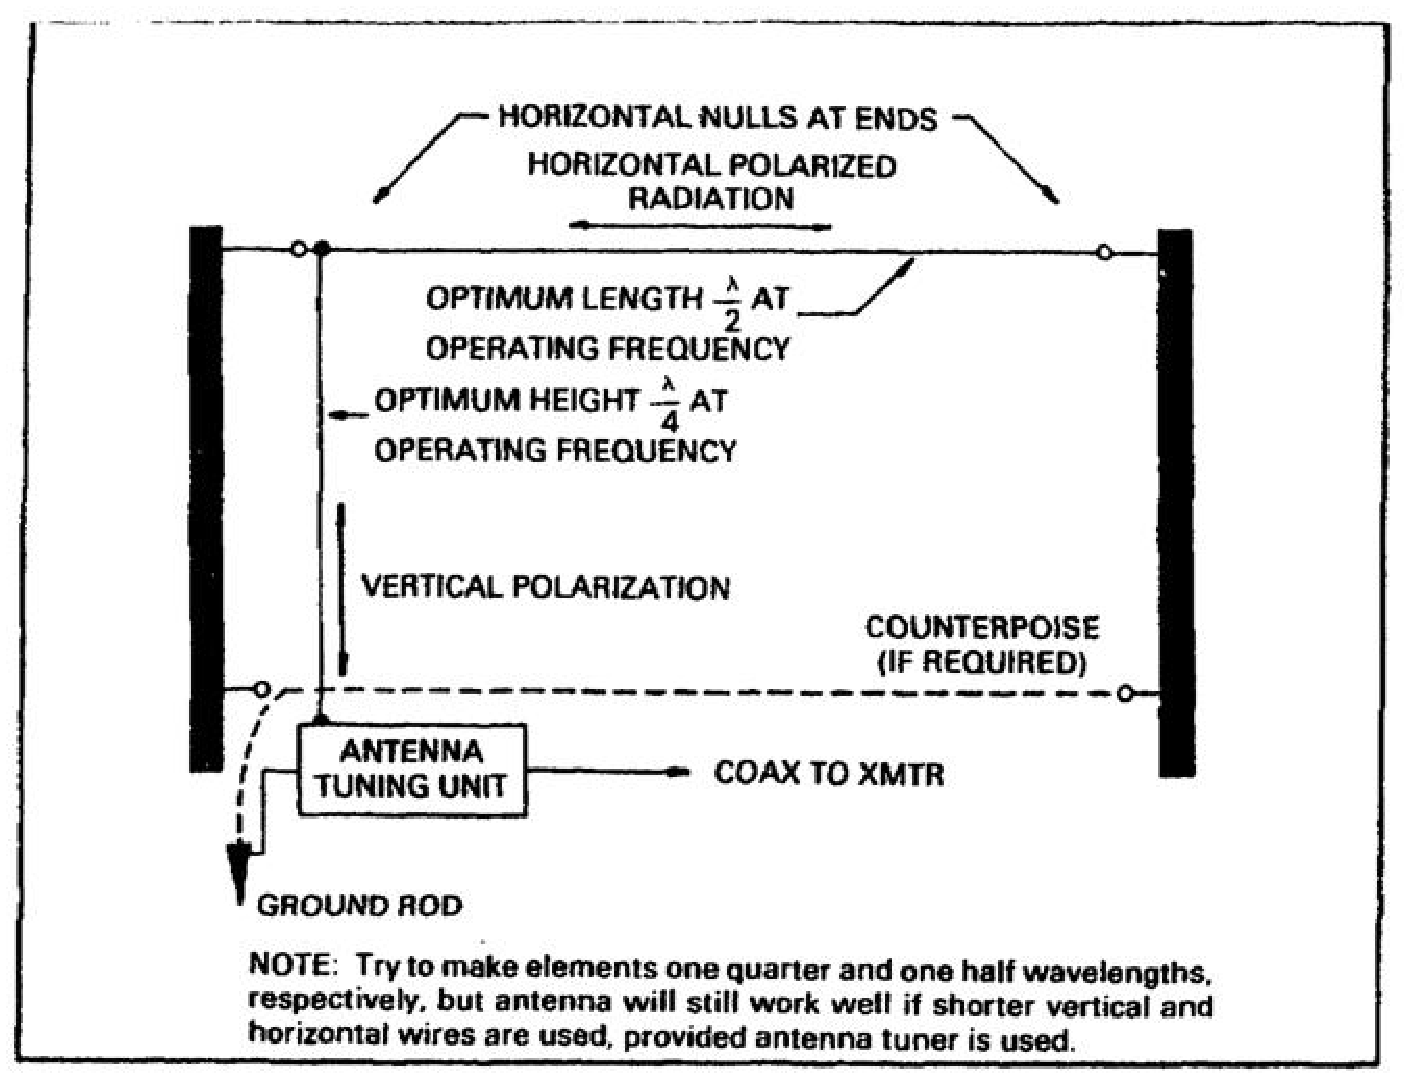 HORIZONTAL NULLS AT ENDS
HORIZONTAL POLARIZED
RADIATION
OPTIMUM LENGTH λ/2 AT
OPERATING FREQUENCY
OPTIMUM HEIGHT λ/4 AT
OPERATING FREQUENCY
VERTICAL POLARIZATION
COUNTERPOISE
(IF REQUIRED)
ANTENNA
TUNING UNIT
COAX TO XMTR
GROUND ROD
NOTE: Try to make elements one quarter and one half wavelengths,
respectively, but antenna will still work well if shorter vertical and
horizontal wires are used, provided antenna tuner is used.